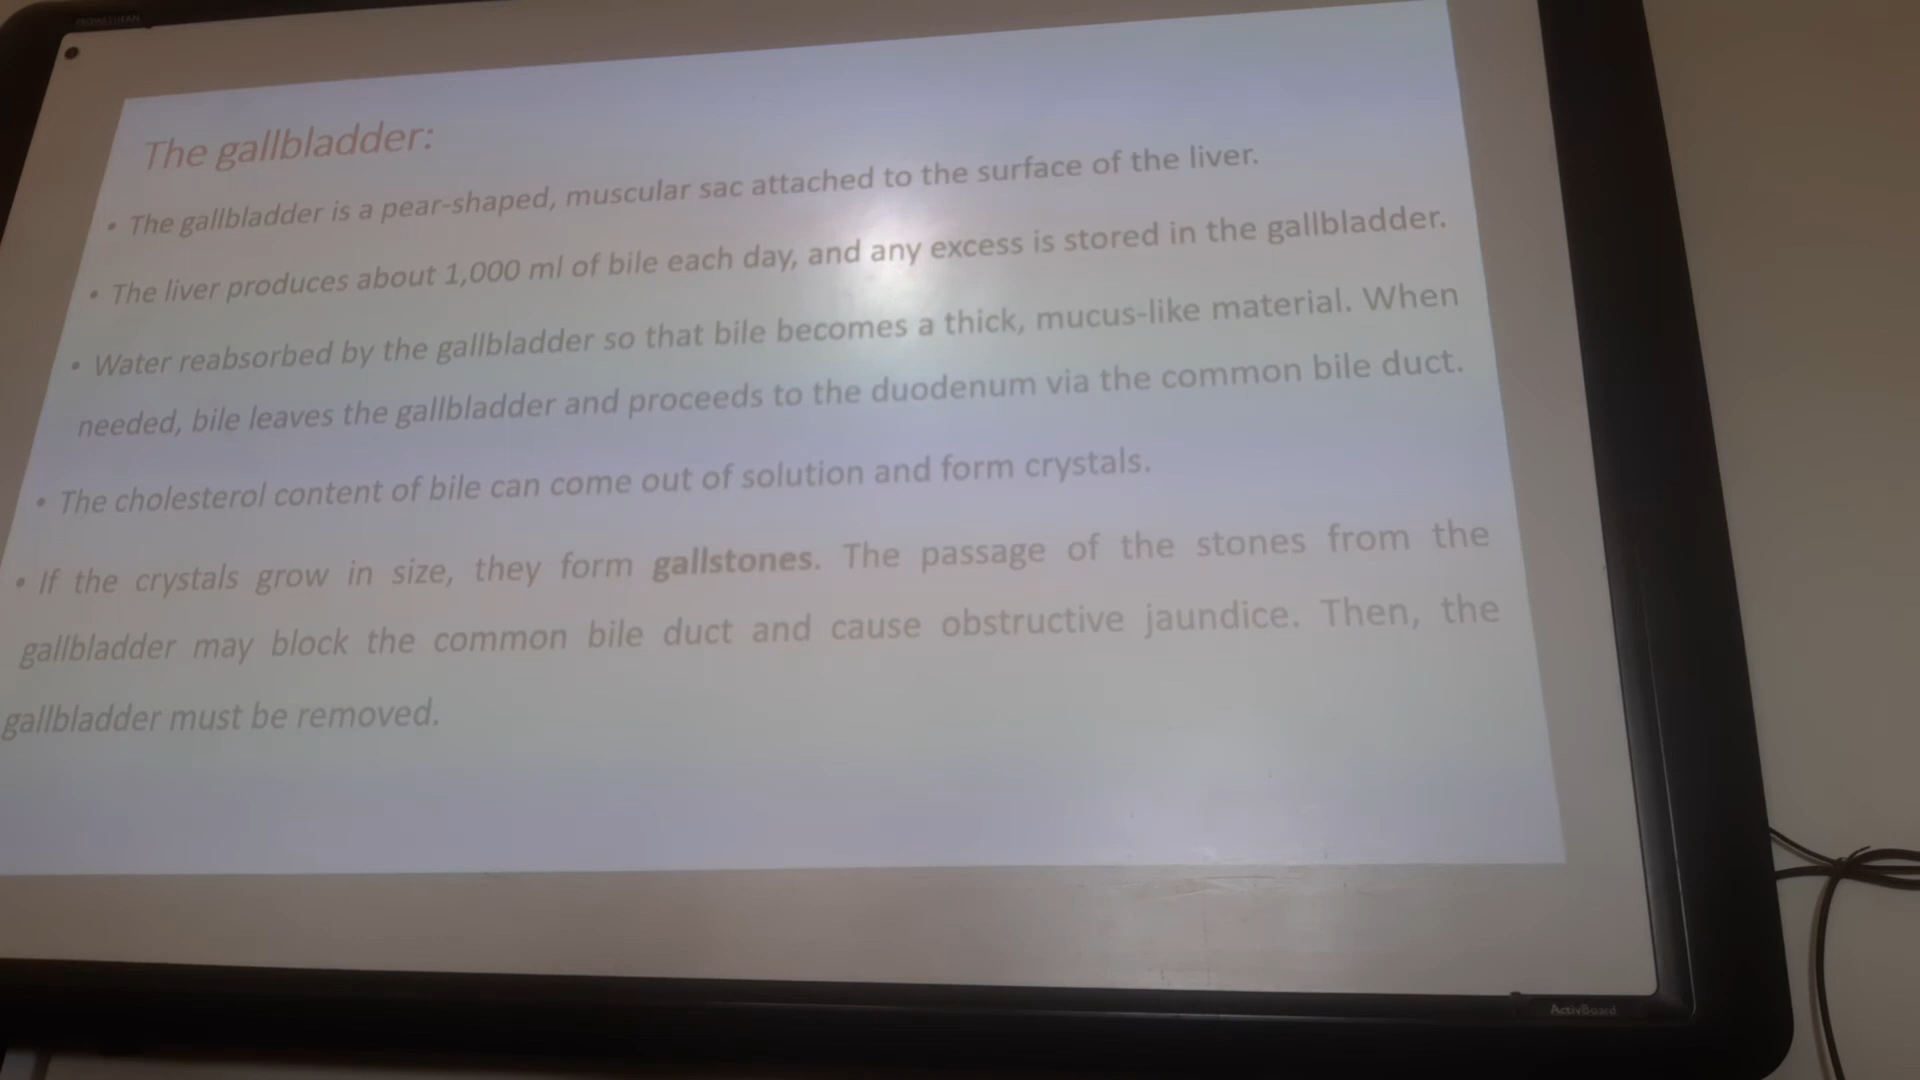 PROMETHEAN
The gallbladder:
• The gallbladder is a pear-shaped, muscular sac attached to the surface of the liver.
• The liver produces about 1,000 ml of bile each day, and any excess is stored in the gallbladder.
• Water reabsorbed by the gallbladder so that bile becomes a thick, mucus-like material. When
needed, bile leaves the gallbladder and proceeds to the duodenum via the common bile duct.
• The cholesterol content of bile can come out of solution and form crystals.
• If the crystals grow in size, they form gallstones. The passage of the stones from the
gallbladder may block the common bile duct and cause obstructive jaundice. Then, the
gallbladder must be removed.
ActivBoard